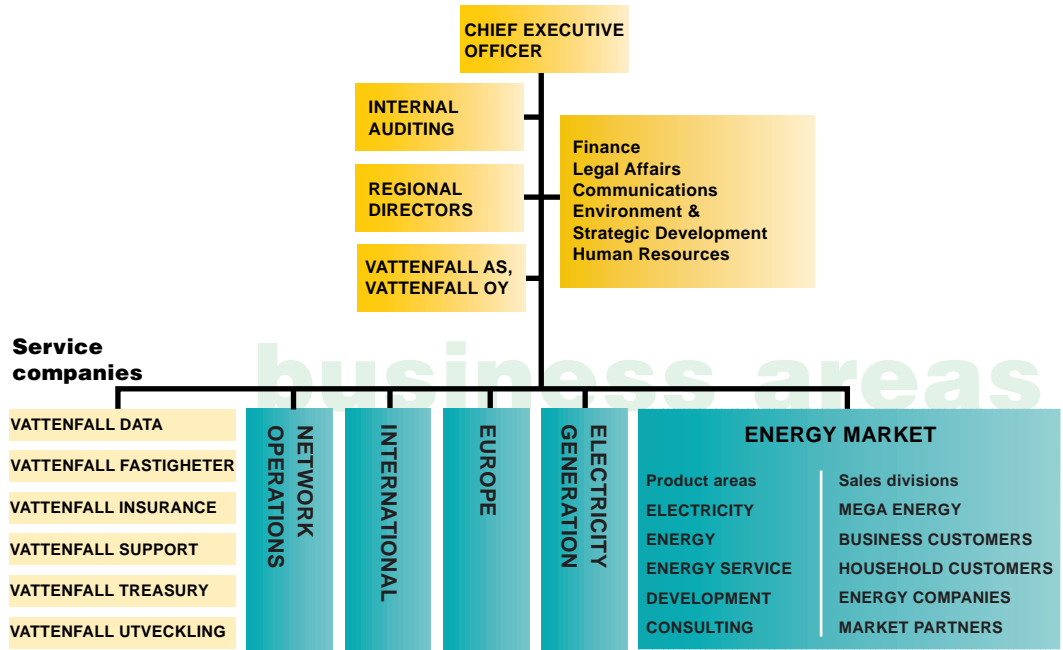 CHIEF EXECUTIVE
OFFICER
INTERNAL
AUDITING
REGIONAL
DIRECTORS
VATTENFALL AS,
VATTENFALL OY
Finance
Legal Affairs
Communications
Environment &
Strategic Development
Human Resources
business areas
Service
companies
VATTENFALL DATA
VATTENFALL FASTIGHETER
VATTENFALL INSURANCE
VATTENFALL SUPPORT
VATTENFALL TREASURY
VATTENFALL UTVECKLING
NETWORK
OPERATIONS
INTERNATIONAL
EUROPE
ELECTRICITY
GENERATION
ENERGY MARKET
Product areas
ELECTRICITY
ENERGY
ENERGY SERVICE
DEVELOPMENT
CONSULTING
Sales divisions
MEGA ENERGY
BUSINESS CUSTOMERS
HOUSEHOLD CUSTOMERS
ENERGY COMPANIES
MARKET PARTNERS